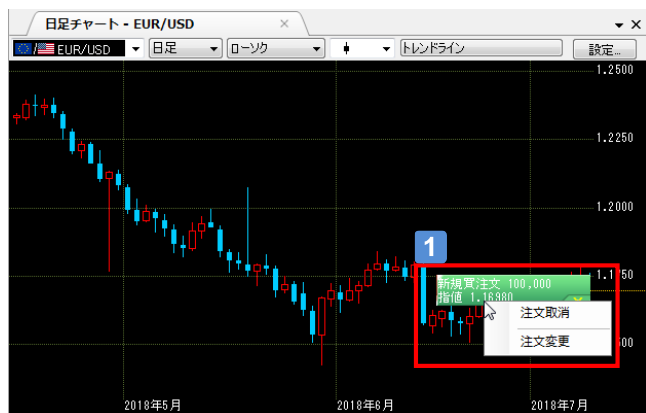 日足チャート - EUR/USD ×
EUR/USD 日足 ローソク トレンドライン 設定...
1.2500
1.2250
1.2000
1
1.1750
新規買注文 100,000
指値 1.16980
注文取消
注文変更
500
2018年5月 2018年6月 2018年7月